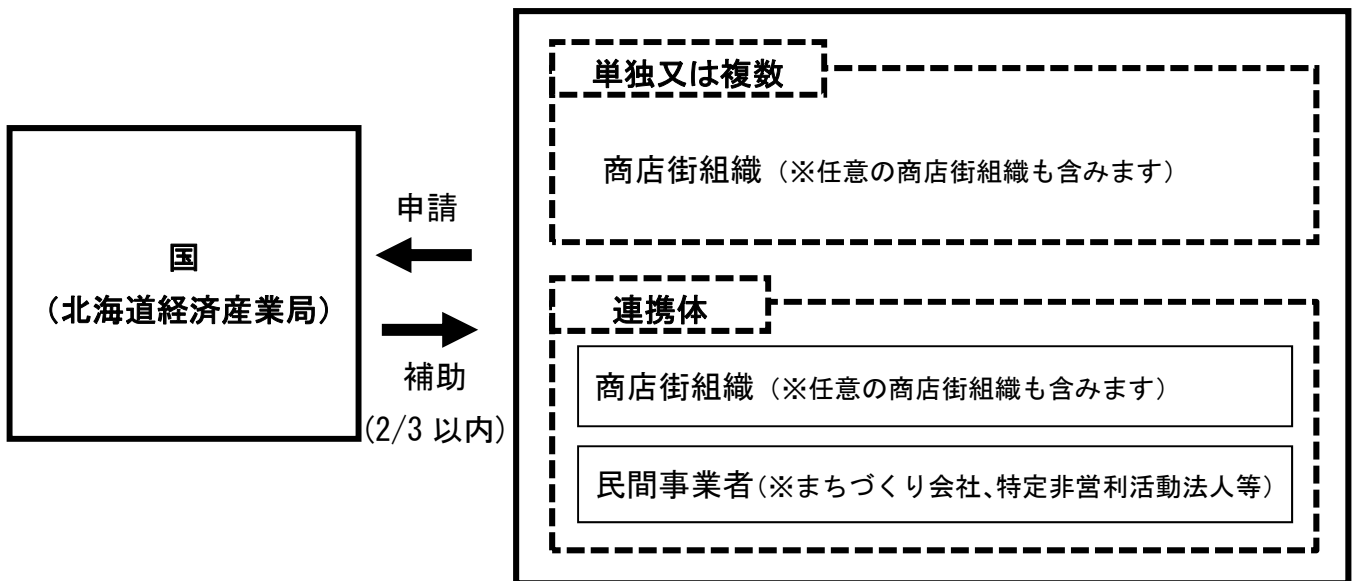 国
（北海道経済産業局）
申請
補助
(2/3 以内)
単独又は複数
商店街組織（※任意の商店街組織も含みます）
連携体
商店街組織（※任意の商店街組織も含みます）
民間事業者（※まちづくり会社、特定非営利活動法人等）